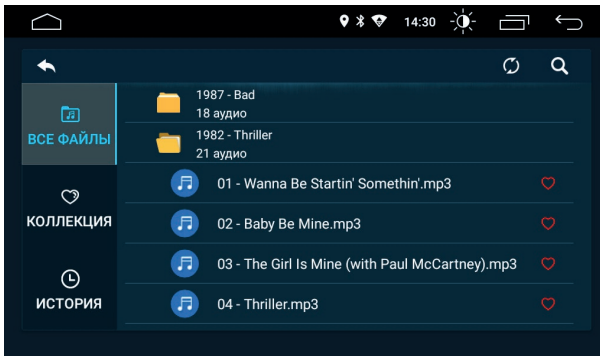 14:30
1987 - Bad
18 аудио
1982 - Thriller
21 аудио
ВСЕ ФАЙЛЫ
01 - Wanna Be Startin' Somethin'.mp3
КОЛЛЕКЦИЯ
02 - Baby Be Mine.mp3
03 - The Girl Is Mine (with Paul McCartney).mp3
ИСТОРИЯ
04 - Thriller.mp3